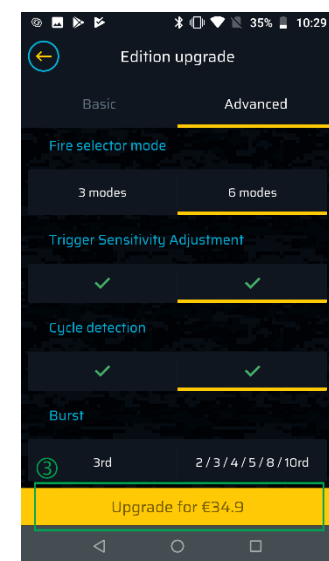 35% 10:29
Edition upgrade
Basic Advanced
Fire selector mode
3 modes 6 modes
Trigger Sensitivity Adjustment
Cycle detection
Burst
③ 3rd 2/3/4/5/8/10rd
Upgrade for €34.9